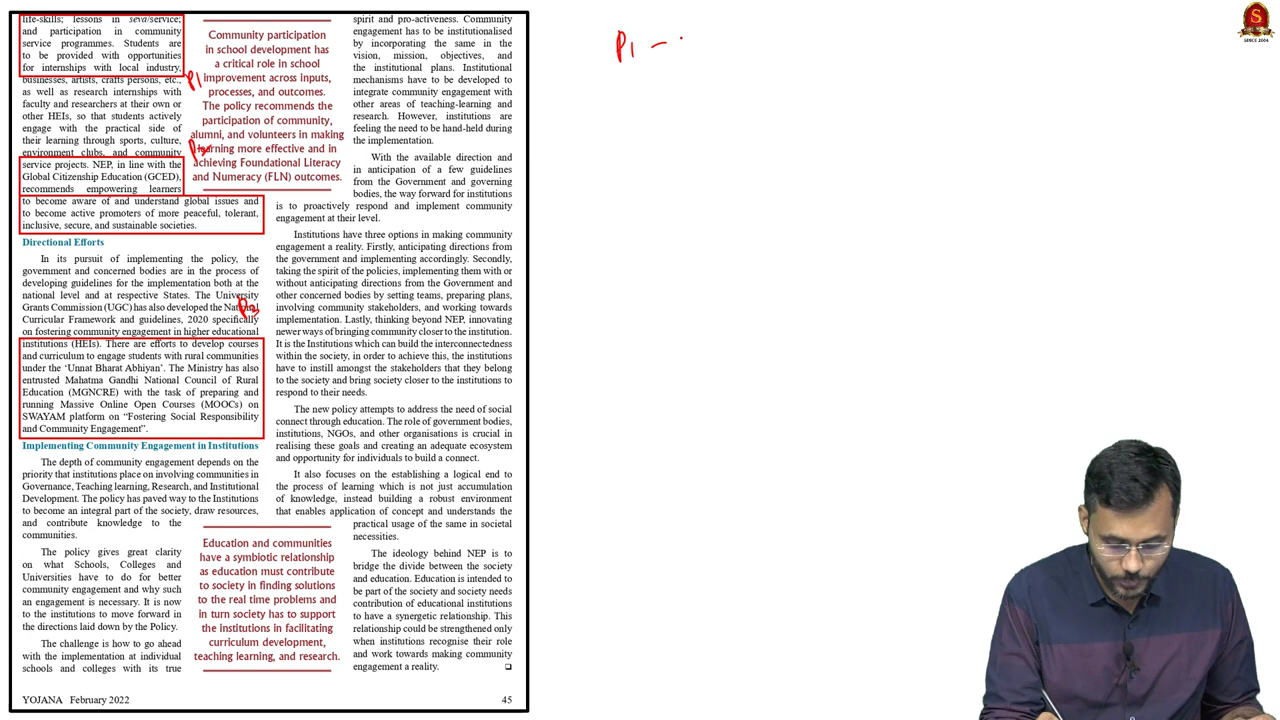 life-skills; lessons in seva/service;
and participation in community
service programmes. Students are
to be provided with opportunities
for internships with local industry,
businesses, artists, crafts persons, etc.,
as well as research internships with
faculty and researchers at their own or
other HEIs, so that students actively
engage with the practical side of
their learning through sports, culture,
environment clubs, and community
service projects. NEP, in line with the
Global Citizenship Education (GCED),
recommends empowering learners
to become aware of and understand global issues and
to become active promoters of more peaceful, tolerant,
inclusive, secure, and sustainable societies.
Directional Efforts
In its pursuit of implementing the policy, the
government and concerned bodies are in the process of
developing guidelines for the implementation both at the
national level and at respective States. The University
Grants Commission (UGC) has also developed the National
Curricular Framework and guidelines, 2020 specifically
on fostering community engagement in higher educational
institutions (HEIs). There are efforts to develop courses
and curriculum to engage students with rural communities
under the ‘Unnat Bharat Abhiyan’. The Ministry has also
entrusted Mahatma Gandhi National Council of Rural
Education (MGNCRE) with the task of preparing and
running Massive Online Open Courses (MOOCs) on
SWAYAM platform on “Fostering Social Responsibility
and Community Engagement”.
Implementing Community Engagement in Institutions
The depth of community engagement depends on the
priority that institutions place on involving communities in
Governance, Teaching learning, Research, and Institutional
Development. The policy has paved way to the Institutions
to become an integral part of the society, draw resources,
and contribute knowledge to the
communities.
The policy gives great clarity
on what Schools, Colleges and
Universities have to do for better
community engagement and why such
an engagement is necessary. It is now
to the institutions to move forward in
the directions laid down by the Policy.
The challenge is how to go ahead
with the implementation at individual
schools and colleges with its true
Community participation
in school development has
a critical role in school
improvement across inputs,
processes, and outcomes.
The policy recommends the
participation of community,
alumni, and volunteers in making
learning more effective and in
achieving Foundational Literacy
and Numeracy (FLN) outcomes.
P1
P2
P3
Education and communities
have a symbiotic relationship
as education must contribute
to society in finding solutions
to the real time problems and
in turn society has to support
the institutions in facilitating
curriculum development,
teaching learning, and research.
spirit and pro-activeness. Community
engagement has to be institutionalised
by incorporating the same in the
vision, mission, objectives, and
the institutional plans. Institutional
mechanisms have to be developed to
integrate community engagement with
other areas of teaching-learning and
research. However, institutions are
feeling the need to be hand-held during
the implementation.
With the available direction and
in anticipation of a few guidelines
from the Government and governing
bodies, the way forward for institutions
is to proactively respond and implement community
engagement at their level.
Institutions have three options in making community
engagement a reality. Firstly, anticipating directions from
the government and implementing accordingly. Secondly,
taking the spirit of the policies, implementing them with or
without anticipating directions from the Government and
other concerned bodies by setting teams, preparing plans,
involving community stakeholders, and working towards
implementation. Lastly, thinking beyond NEP, innovating
newer ways of bringing community closer to the institution.
It is the Institutions which can build the interconnectedness
within the society, in order to achieve this, the institutions
have to instill amongst the stakeholders that they belong
to the society and bring society closer to the institutions to
respond to their needs.
The new policy attempts to address the need of social
connect through education. The role of government bodies,
institutions, NGOs, and other organisations is crucial in
realising these goals and creating an adequate ecosystem
and opportunity for individuals to build a connect.
It also focuses on the establishing a logical end to
the process of learning which is not just accumulation
of knowledge, instead building a robust environment
that enables application of concept and understands the
practical usage of the same in societal
necessities.
The ideology behind NEP is to
bridge the divide between the society
and education. Education is intended to
be part of the society and society needs
contribution of educational institutions
to have a synergetic relationship. This
relationship could be strengthened only
when institutions recognise their role
and work towards making community
engagement a reality.
YOJANA February 2022
45
P1 –
S
SINCE 2004